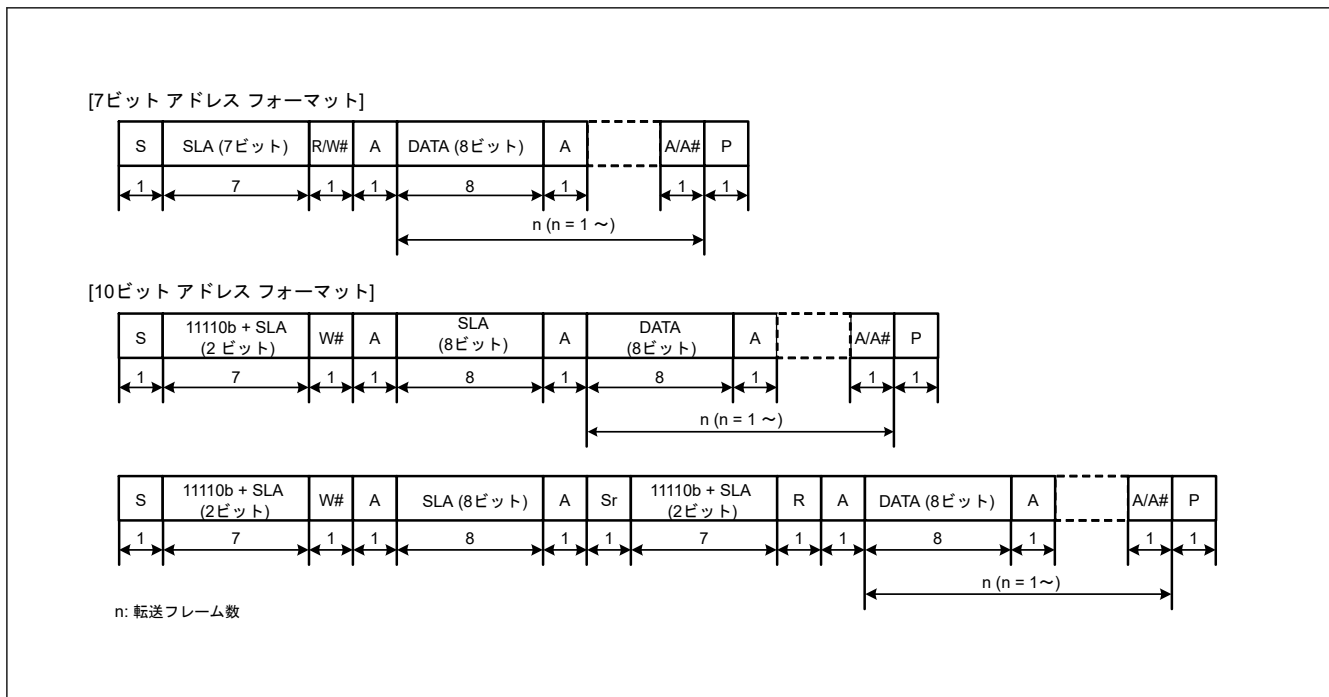 [7ビット アドレス フォーマット]
S SLA (7ビット) R/W# A DATA (8ビット) A A/A# P
1 7 1 1 8 1 1 1
n (n = 1 ~)
[10ビット アドレス フォーマット]
S 11110b + SLA (2 ビット) W# A SLA (8ビット) A DATA (8ビット) A A/A# P
1 7 1 1 8 1 8 1 1 1
n (n = 1 ~)
S 11110b + SLA (2ビット) W# A SLA (8ビット) A Sr 11110b + SLA (2ビット) R A DATA (8ビット) A A/A# P
1 7 1 1 8 1 1 7 1 1 8 1 1 1
n (n = 1~)
n: 転送フレーム数